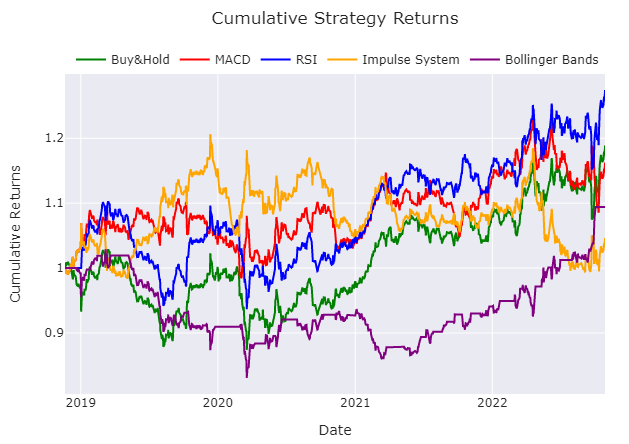 Cumulative Strategy Returns
Buy&Hold MACD RSI Impulse System Bollinger Bands
Cumulative Returns
1.2
1.1
1
0.9
2019 2020 2021 2022
Date